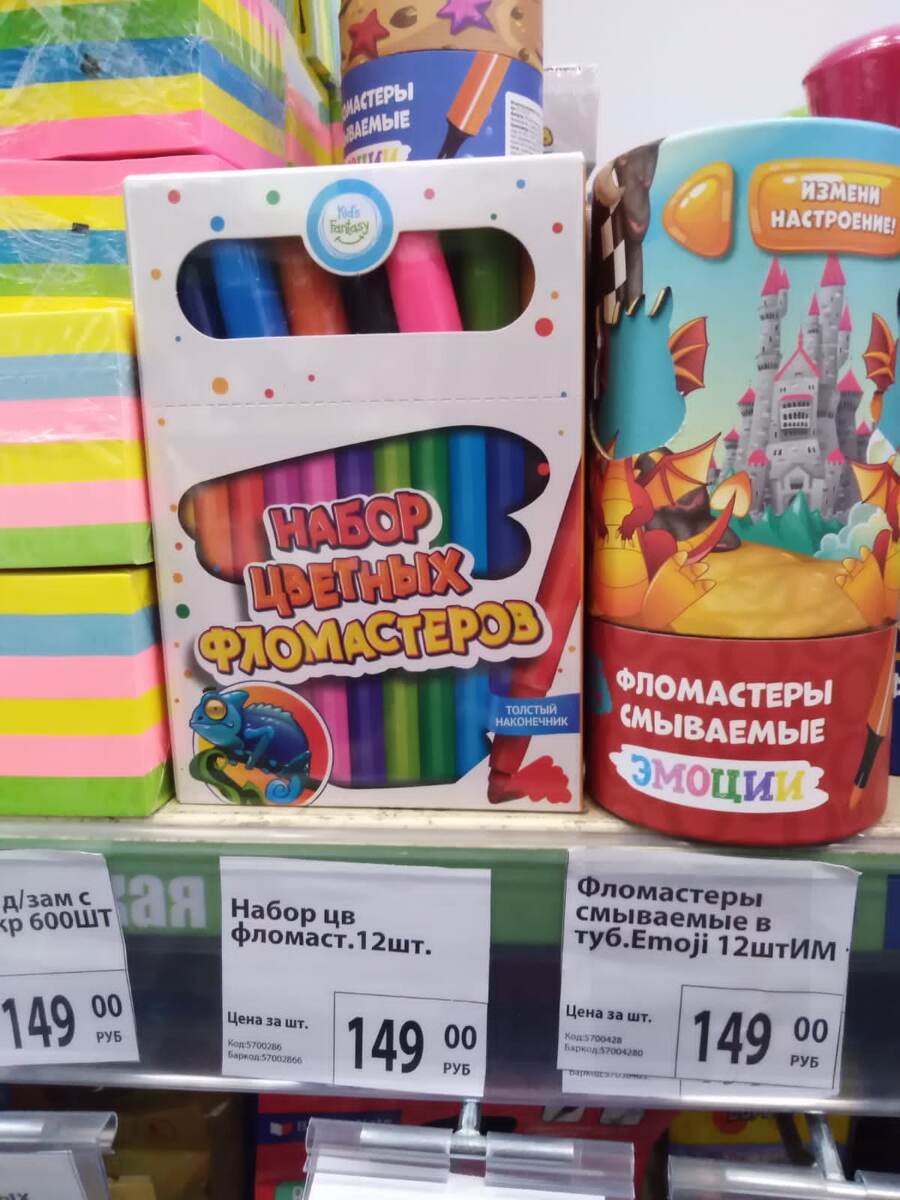 СМЫВАЕМЫЕ
Kid's
Fantasy
ИЗМЕНИ
НАСТРОЕНИЕ!
НАБОР
ЦВЕТНЫХ
ФЛОМАСТЕРОВ
ТОЛСТЫЙ
НАКОНЕЧНИК
ФЛОМАСТЕРЫ
СМЫВАЕМЫЕ
ЭМОЦИИ
д/зам с
кр 600ШТ
149 00
РУБ
Набор цв
фломаст.12шт.
Цена за шт.
Код:5700286
Баркод:57002866
149 00
РУБ
Фломастеры
смываемые в
туб.Emoji 12штИМ
Цена за шт.
Код:5700428
Баркод:57004280
149 00
РУБ